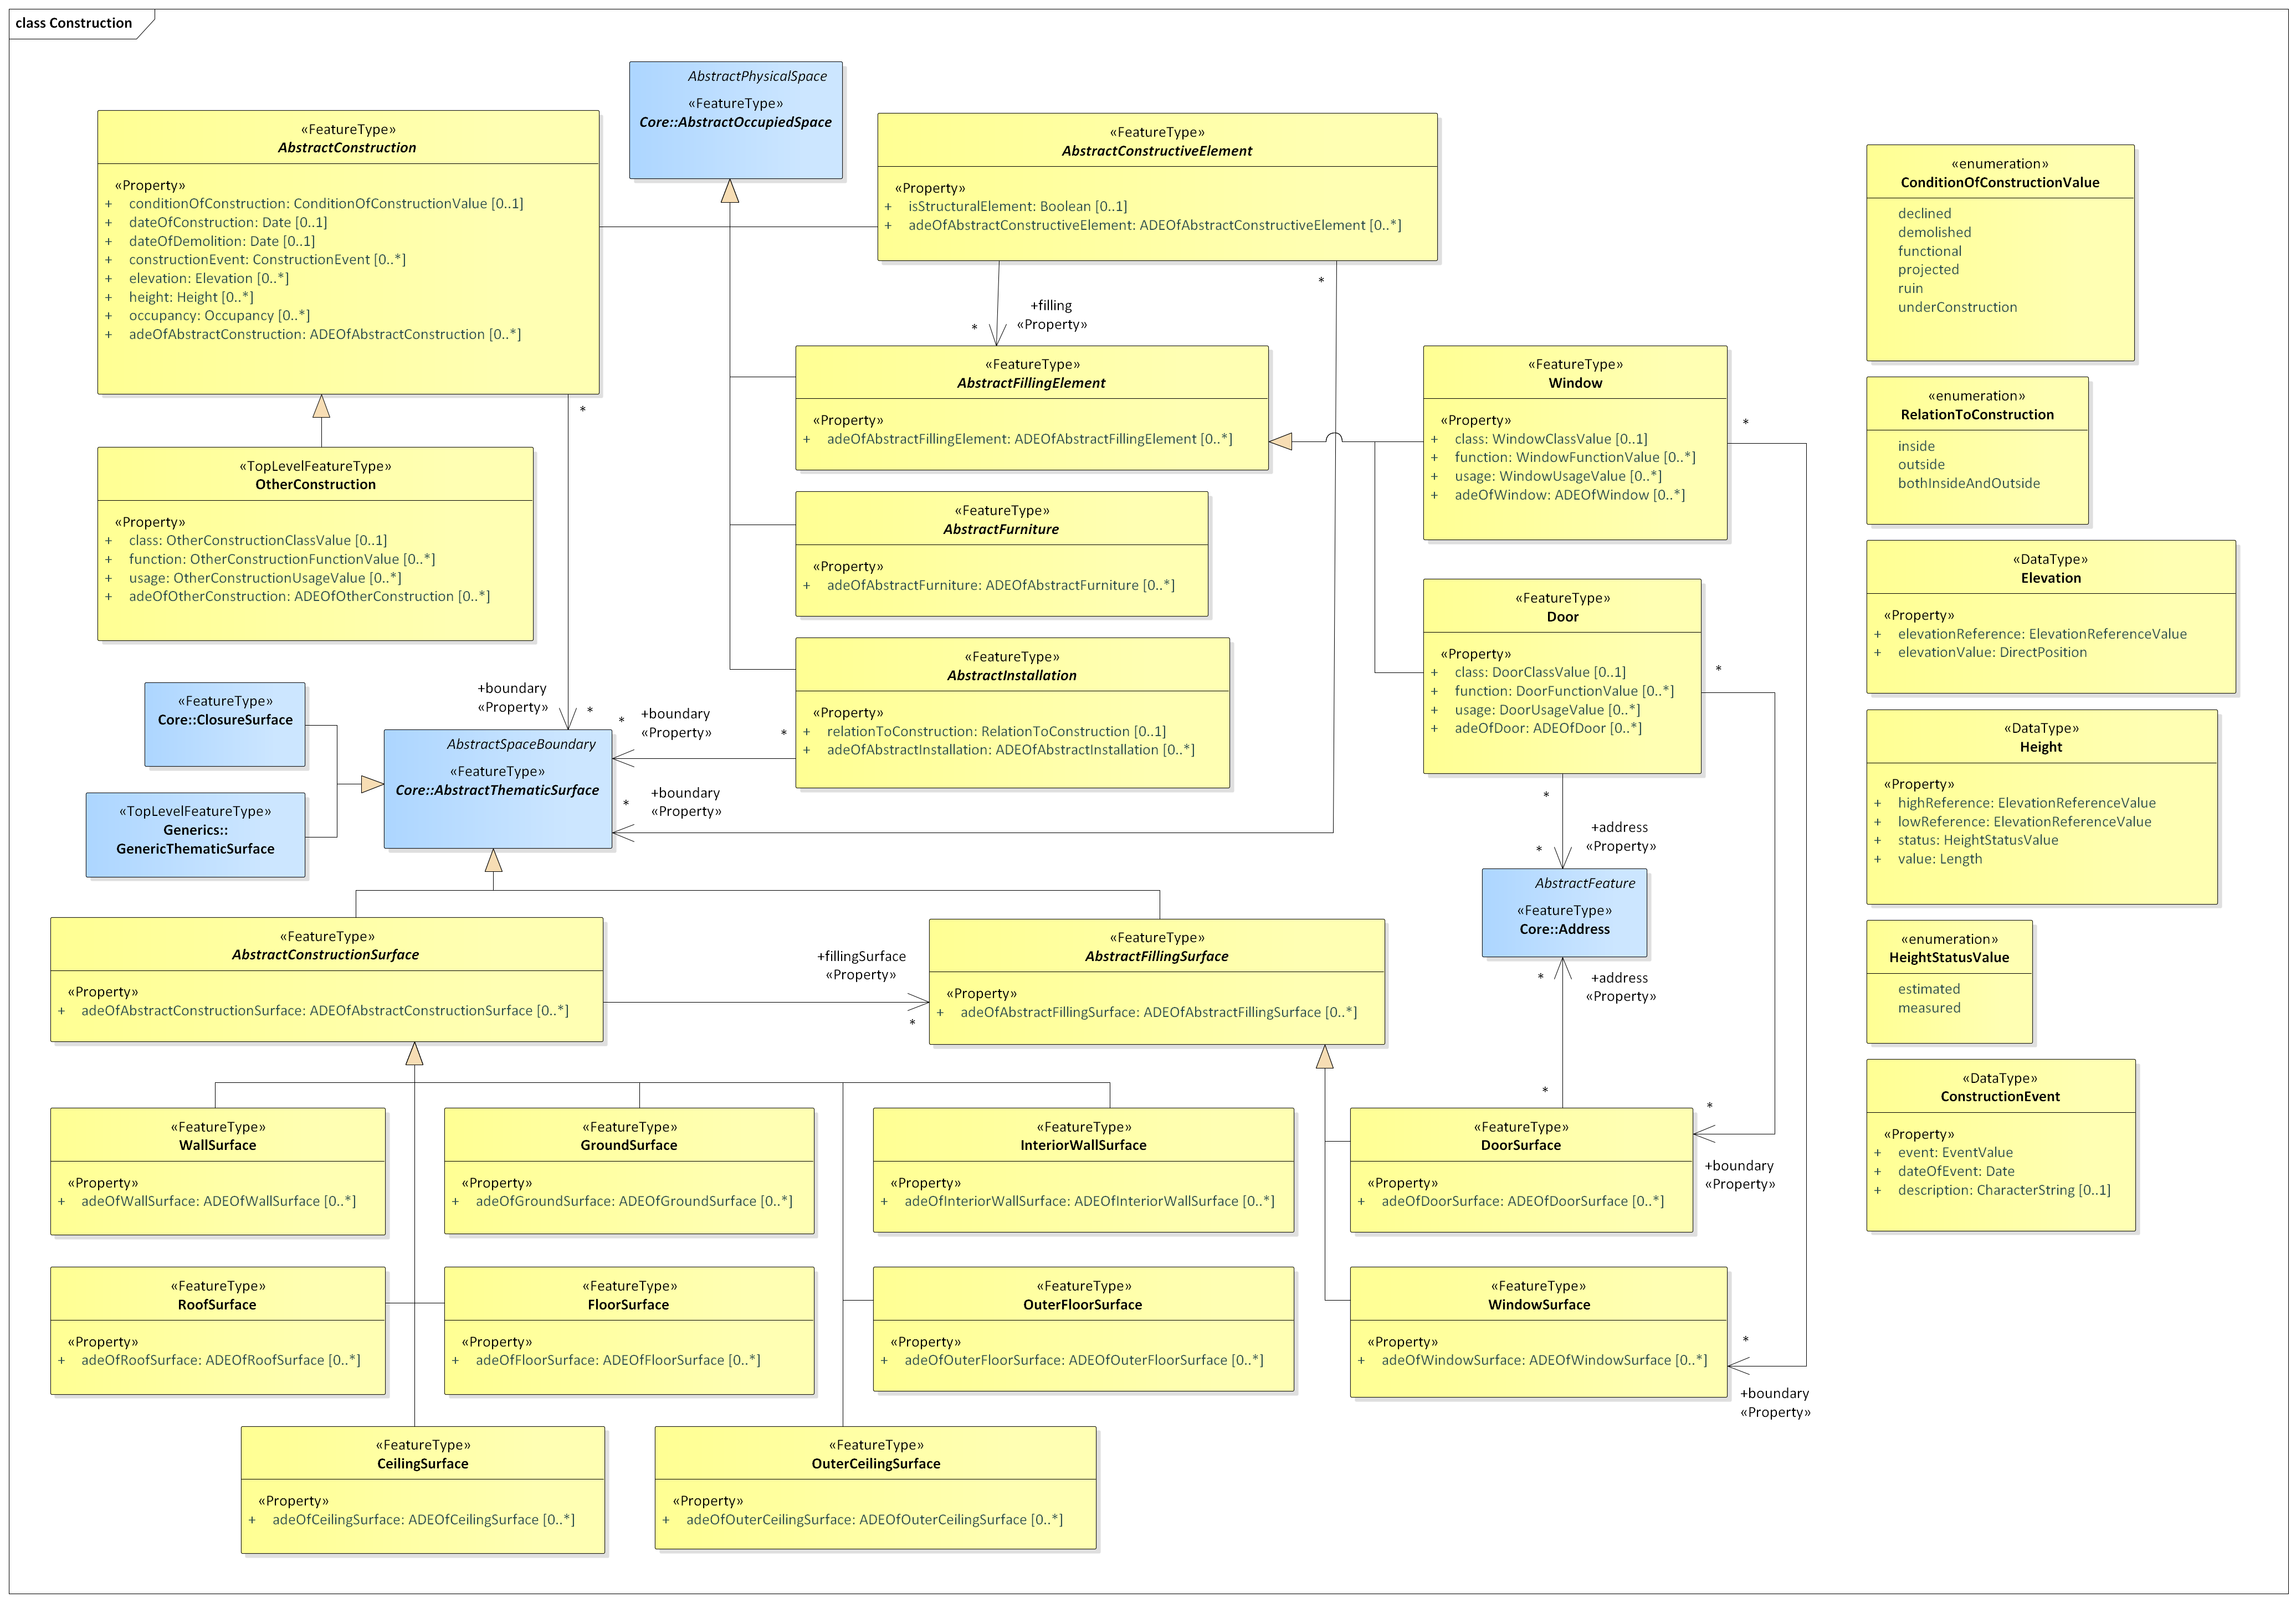 class Construction
AbstractPhysicalSpace
«FeatureType»
Core::AbstractOccupiedSpace
«FeatureType»
AbstractConstruction
«Property»
+ conditionOfConstruction: ConditionOfConstructionValue [0..1]
+ dateOfConstruction: Date [0..1]
+ dateOfDemolition: Date [0..1]
+ constructionEvent: ConstructionEvent [0..*]
+ elevation: Elevation [0..*]
+ height: Height [0..*]
+ occupancy: Occupancy [0..*]
+ adeOfAbstractConstruction: ADEOfAbstractConstruction [0..*]
«FeatureType»
AbstractConstructiveElement
«Property»
+ isStructuralElement: Boolean [0..1]
+ adeOfAbstractConstructiveElement: ADEOfAbstractConstructiveElement [0..*]
*
+filling
«Property»
*
*
«TopLevelFeatureType»
OtherConstruction
«Property»
+ class: OtherConstructionClassValue [0..1]
+ function: OtherConstructionFunctionValue [0..*]
+ usage: OtherConstructionUsageValue [0..*]
+ adeOfOtherConstruction: ADEOfOtherConstruction [0..*]
«FeatureType»
AbstractFillingElement
«Property»
+ adeOfAbstractFillingElement: ADEOfAbstractFillingElement [0..*]
«FeatureType»
AbstractFurniture
«Property»
+ adeOfAbstractFurniture: ADEOfAbstractFurniture [0..*]
«FeatureType»
AbstractInstallation
«Property»
+ relationToConstruction: RelationToConstruction [0..1]
+ adeOfAbstractInstallation: ADEOfAbstractInstallation [0..*]
«FeatureType»
Window
«Property»
+ class: WindowClassValue [0..1]
+ function: WindowFunctionValue [0..*]
+ usage: WindowUsageValue [0..*]
+ adeOfWindow: ADEOfWindow [0..*]
*
«FeatureType»
Door
«Property»
+ class: DoorClassValue [0..1]
+ function: DoorFunctionValue [0..*]
+ usage: DoorUsageValue [0..*]
+ adeOfDoor: ADEOfDoor [0..*]
*
+boundary
«Property»
*
*
+boundary
«Property»
*
*
+boundary
«Property»
«FeatureType»
Core::ClosureSurface
«TopLevelFeatureType»
Generics::
GenericThematicSurface
AbstractSpaceBoundary
«FeatureType»
Core::AbstractThematicSurface
*
+address
«Property»
*
AbstractFeature
«FeatureType»
Core::Address
*
+address
«Property»
*
«FeatureType»
AbstractConstructionSurface
«Property»
+ adeOfAbstractConstructionSurface: ADEOfAbstractConstructionSurface [0..*]
+fillingSurface
«Property»
*
«FeatureType»
AbstractFillingSurface
«Property»
+ adeOfAbstractFillingSurface: ADEOfAbstractFillingSurface [0..*]
«FeatureType»
WallSurface
«Property»
+ adeOfWallSurface: ADEOfWallSurface [0..*]
«FeatureType»
GroundSurface
«Property»
+ adeOfGroundSurface: ADEOfGroundSurface [0..*]
«FeatureType»
InteriorWallSurface
«Property»
+ adeOfInteriorWallSurface: ADEOfInteriorWallSurface [0..*]
«FeatureType»
DoorSurface
«Property»
+ adeOfDoorSurface: ADEOfDoorSurface [0..*]
*
+boundary
«Property»
«FeatureType»
RoofSurface
«Property»
+ adeOfRoofSurface: ADEOfRoofSurface [0..*]
«FeatureType»
FloorSurface
«Property»
+ adeOfFloorSurface: ADEOfFloorSurface [0..*]
«FeatureType»
OuterFloorSurface
«Property»
+ adeOfOuterFloorSurface: ADEOfOuterFloorSurface [0..*]
«FeatureType»
WindowSurface
«Property»
+ adeOfWindowSurface: ADEOfWindowSurface [0..*]
*
+boundary
«Property»
«FeatureType»
CeilingSurface
«Property»
+ adeOfCeilingSurface: ADEOfCeilingSurface [0..*]
«FeatureType»
OuterCeilingSurface
«Property»
+ adeOfOuterCeilingSurface: ADEOfOuterCeilingSurface [0..*]
«enumeration»
ConditionOfConstructionValue
declined
demolished
functional
projected
ruin
underConstruction
«enumeration»
RelationToConstruction
inside
outside
bothInsideAndOutside
«DataType»
Elevation
«Property»
+ elevationReference: ElevationReferenceValue
+ elevationValue: DirectPosition
«DataType»
Height
«Property»
+ highReference: ElevationReferenceValue
+ lowReference: ElevationReferenceValue
+ status: HeightStatusValue
+ value: Length
«enumeration»
HeightStatusValue
estimated
measured
«DataType»
ConstructionEvent
«Property»
+ event: EventValue
+ dateOfEvent: Date
+ description: CharacterString [0..1]